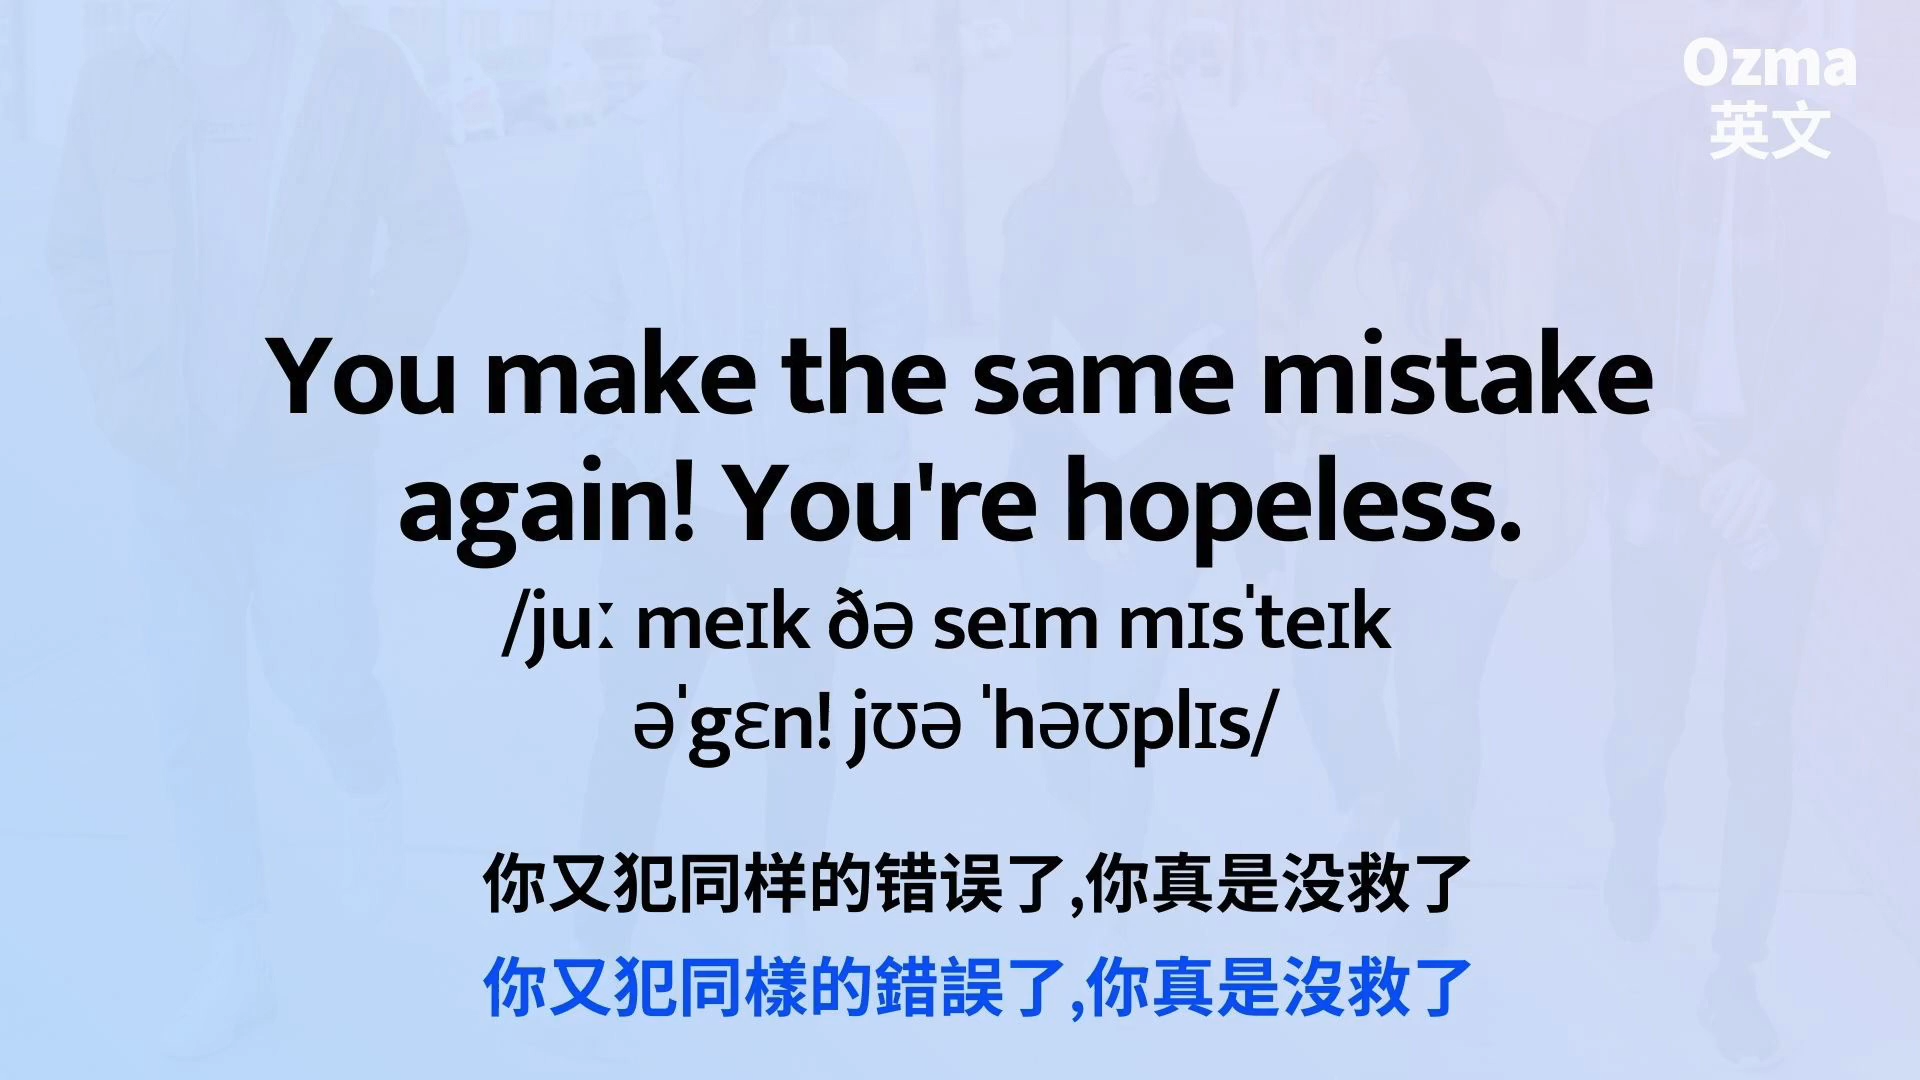 Ozma
英文
You make the same mistake
again! You're hopeless.
/juː meɪk ðə seɪm mɪsˈteɪk
əˈgɛn! jʊə ˈhəʊplɪs/
你又犯同样的错误了,你真是没救了
你又犯同樣的錯誤了,你真是沒救了